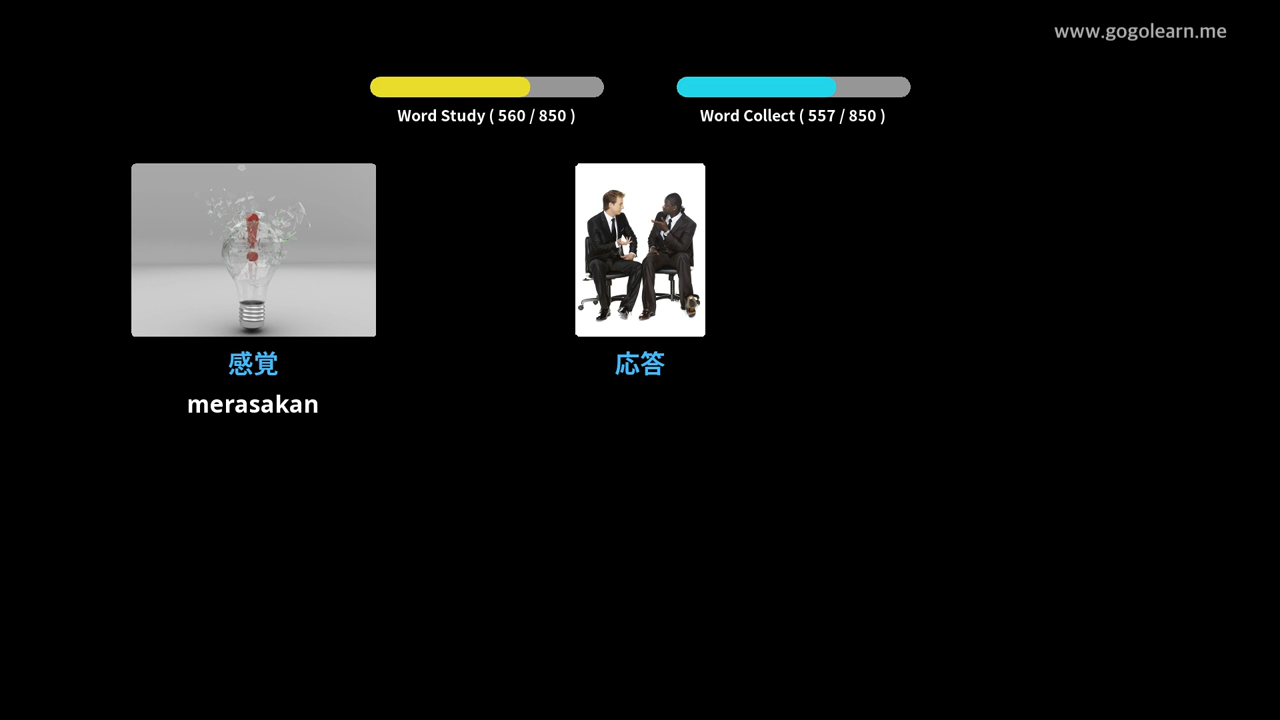 www.gogolearn.me
Word Study ( 560 / 850 )
Word Collect ( 557 / 850 )
感覚
応答
merasakan